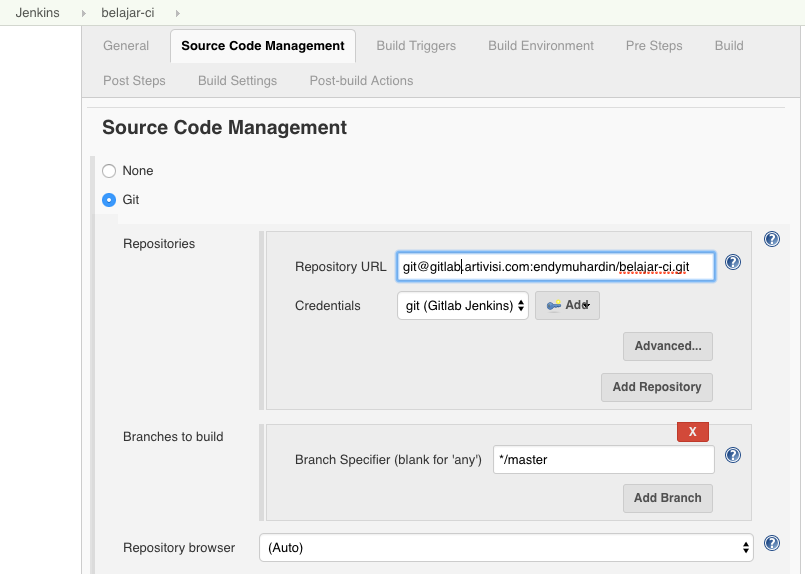 Jenkins belajar-ci
General Source Code Management Build Triggers Build Environment Pre Steps Build
Post Steps Build Settings Post-build Actions
Source Code Management
None
Git
Repositories
Repository URL git@gitlab.artivisi.com:endymuhardin/belajar-ci.git
Credentials git (Gitlab Jenkins) Add
Advanced...
Add Repository
Branches to build
X
Branch Specifier (blank for 'any') */master
Add Branch
Repository browser (Auto)